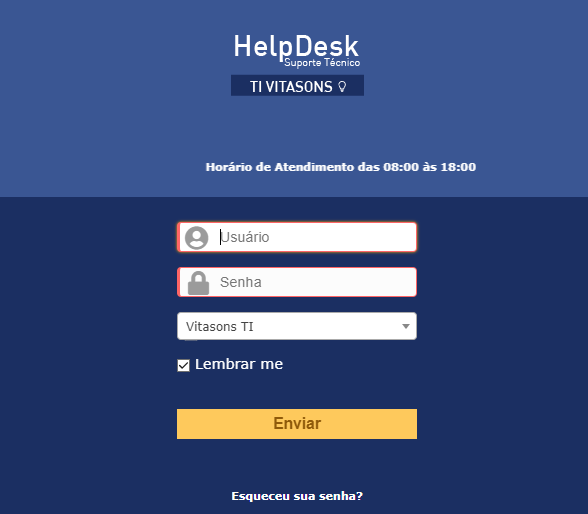 HelpDesk
Suporte Técnico
TI VITASONS
Horário de Atendimento das 08:00 às 18:00
Usuário
Senha
Vitasons TI
Lembrar me
Enviar
Esqueceu sua senha?